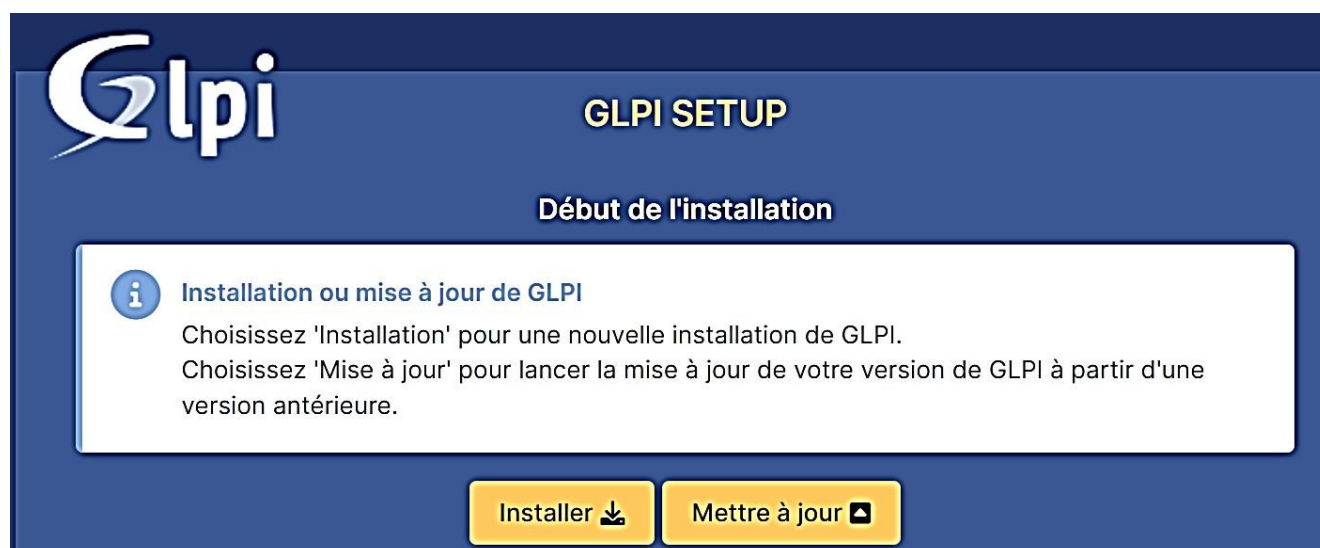 Glpi
GLPI SETUP
Début de l'installation
Installation ou mise à jour de GLPI
Choisissez 'Installation' pour une nouvelle installation de GLPI.
Choisissez 'Mise à jour' pour lancer la mise à jour de votre version de GLPI à partir d'une
version antérieure.
Installer
Mettre à jour